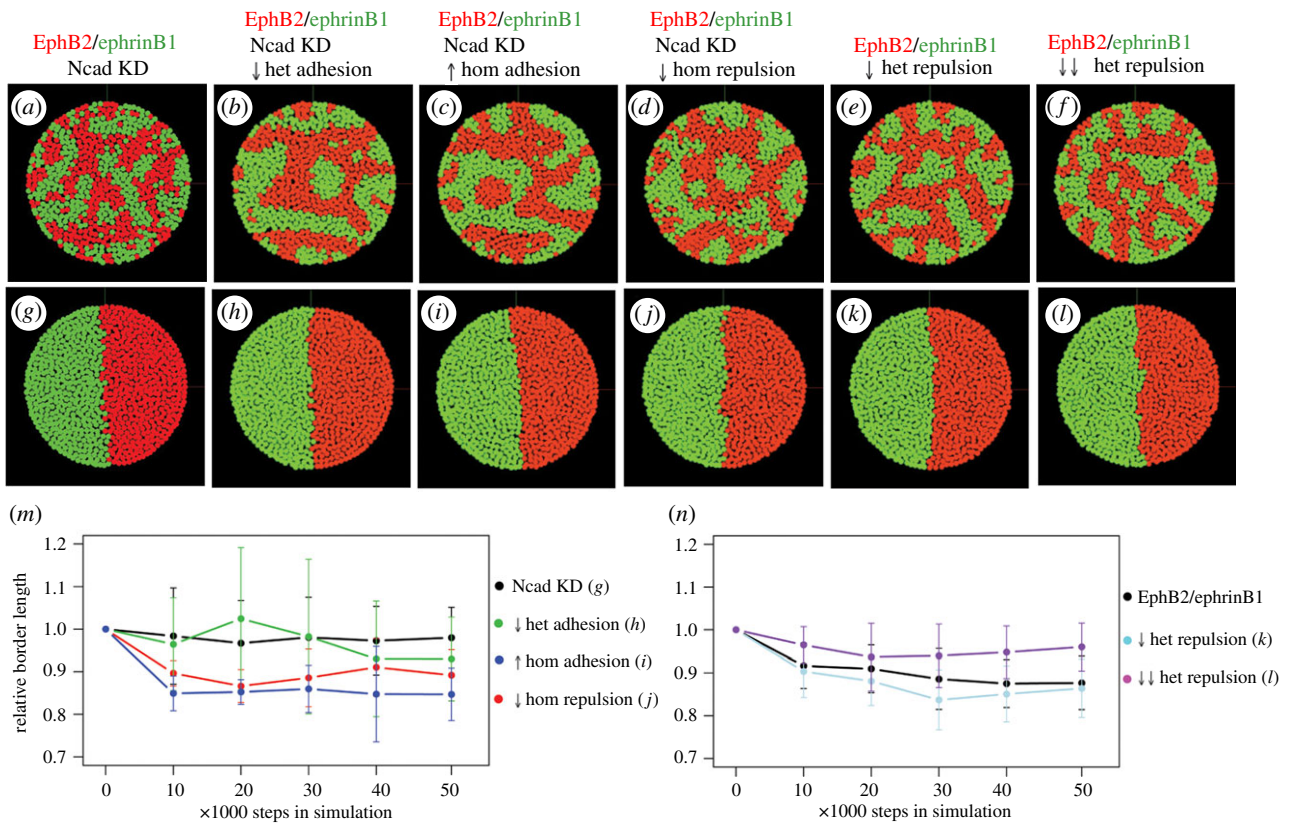 EphB2/ephrinB1
Ncad KD
EphB2/ephrinB1
Ncad KD
↓ het adhesion
EphB2/ephrinB1
Ncad KD
↑ hom adhesion
EphB2/ephrinB1
Ncad KD
↓ hom repulsion
EphB2/ephrinB1
↓ het repulsion
EphB2/ephrinB1
↓↓ het repulsion
(a)
(b)
(c)
(d)
(e)
(f)
(g)
(h)
(i)
(j)
(k)
(l)
(m)
relative border length
1.2
1.1
1.0
0.9
0.8
0.7
0 10 20 30 40 50
×1000 steps in simulation
Ncad KD (g)
↓ het adhesion (h)
↑ hom adhesion (i)
↓ hom repulsion (j)
(n)
1.2
1.1
1.0
0.9
0.8
0.7
0 10 20 30 40 50
×1000 steps in simulation
EphB2/ephrinB1
↓ het repulsion (k)
↓↓ het repulsion (l)